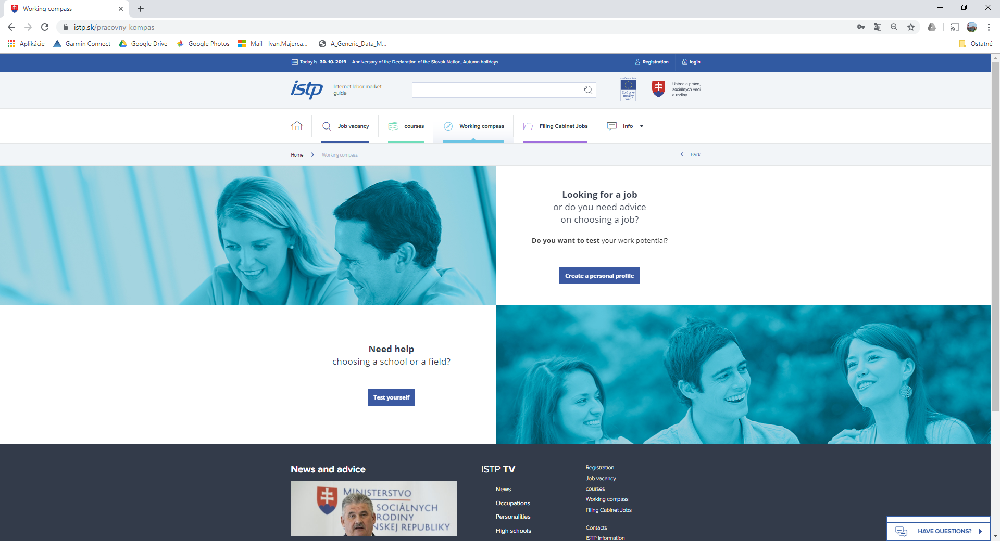 Working compass
istp.sk/pracovny-kompas
Aplikácie
Garmin Connect
Google Drive
Google Photos
Mail - Ivan.Majerca...
A_Generic_Data_M...
Ostatné
Today is 30. 10. 2019 Anniversary of the Declaration of the Slovak Nation, Autumn holidays
Registration
login
istp
Internet labor market
guide
EURÓPSKA ÚNIA
Európsky
sociálny
fond
Ústredie práce,
sociálnych vecí
a rodiny
Job vacancy
courses
Working compass
Filing Cabinet Jobs
Info
Home
Working compass
Back
Looking for a job
or do you need advice
on choosing a job?
Do you want to test your work potential?
Create a personal profile
Need help
choosing a school or a field?
Test yourself
News and advice
MINISTERSTVO
SOCIÁLNYCH
RODINY
NSKEJ REPUBLIKY
ISTP TV
News
Occupations
Personalities
High schools
Registration
Job vacancy
courses
Working compass
Filing Cabinet Jobs
Contacts
ISTP information
HAVE QUESTIONS?